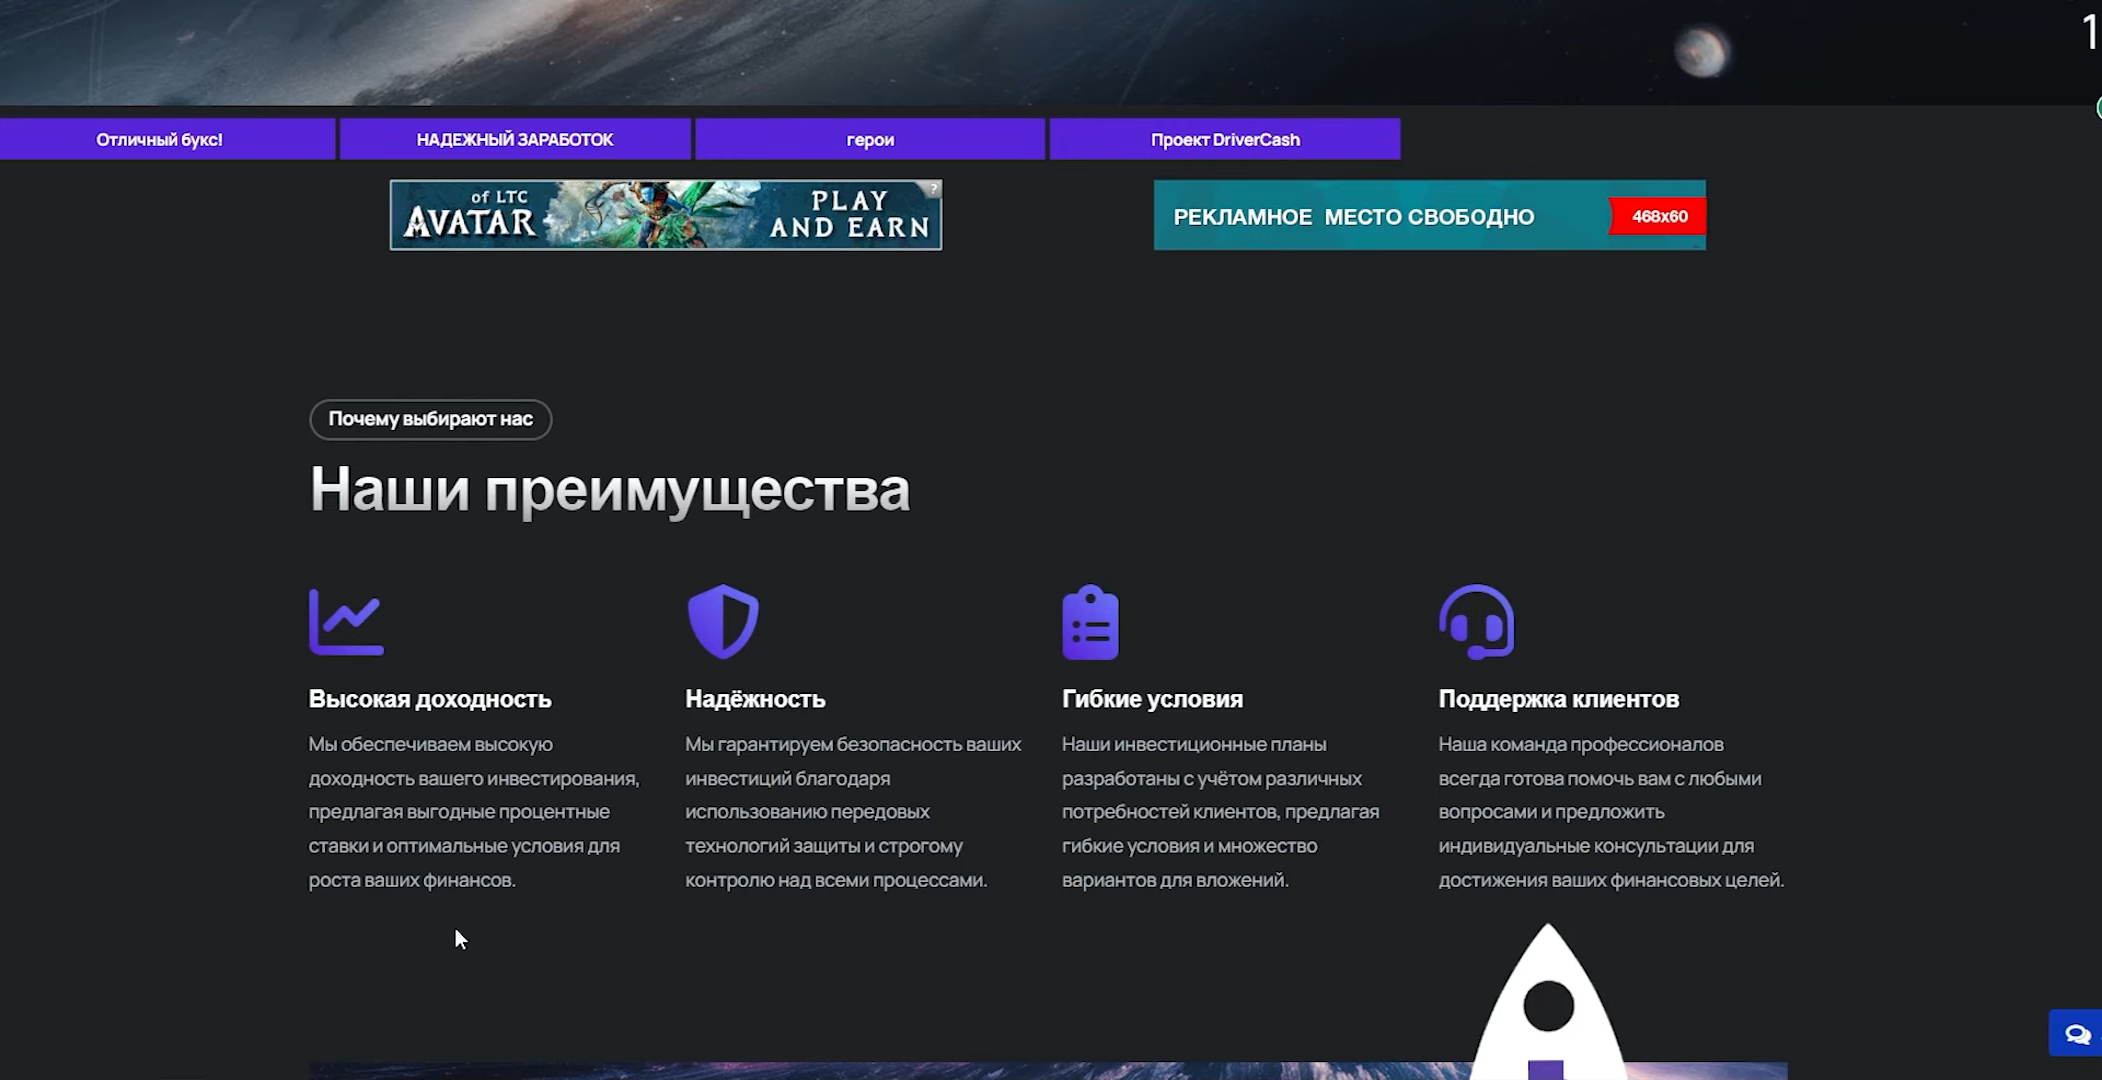 1
Отличный букс!
НАДЕЖНЫЙ ЗАРАБОТОК
герои
Проект DriverCash
of LTC
AVATAR
PLAY
AND EARN
?
РЕКЛАМНОЕ МЕСТО СВОБОДНО
468x60
Почему выбирают нас
Наши преимущества
Высокая доходность
Мы обеспечиваем высокую
доходность вашего инвестирования,
предлагая выгодные процентные
ставки и оптимальные условия для
роста ваших финансов.
Надёжность
Мы гарантируем безопасность ваших
инвестиций благодаря
использованию передовых
технологий защиты и строгому
контролю над всеми процессами.
Гибкие условия
Наши инвестиционные планы
разработаны с учётом различных
потребностей клиентов, предлагая
гибкие условия и множество
вариантов для вложений.
Поддержка клиентов
Наша команда профессионалов
всегда готова помочь вам с любыми
вопросами и предложить
индивидуальные консультации для
достижения ваших финансовых целей.